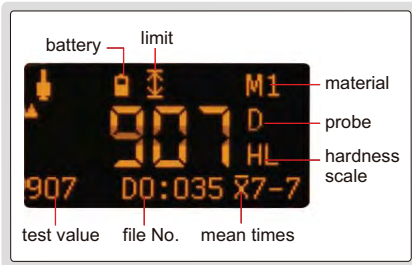 battery
limit
M1
material
907
D
probe
HL
hardness
scale
907 D0:035 X̅7-7
test value file No. mean times